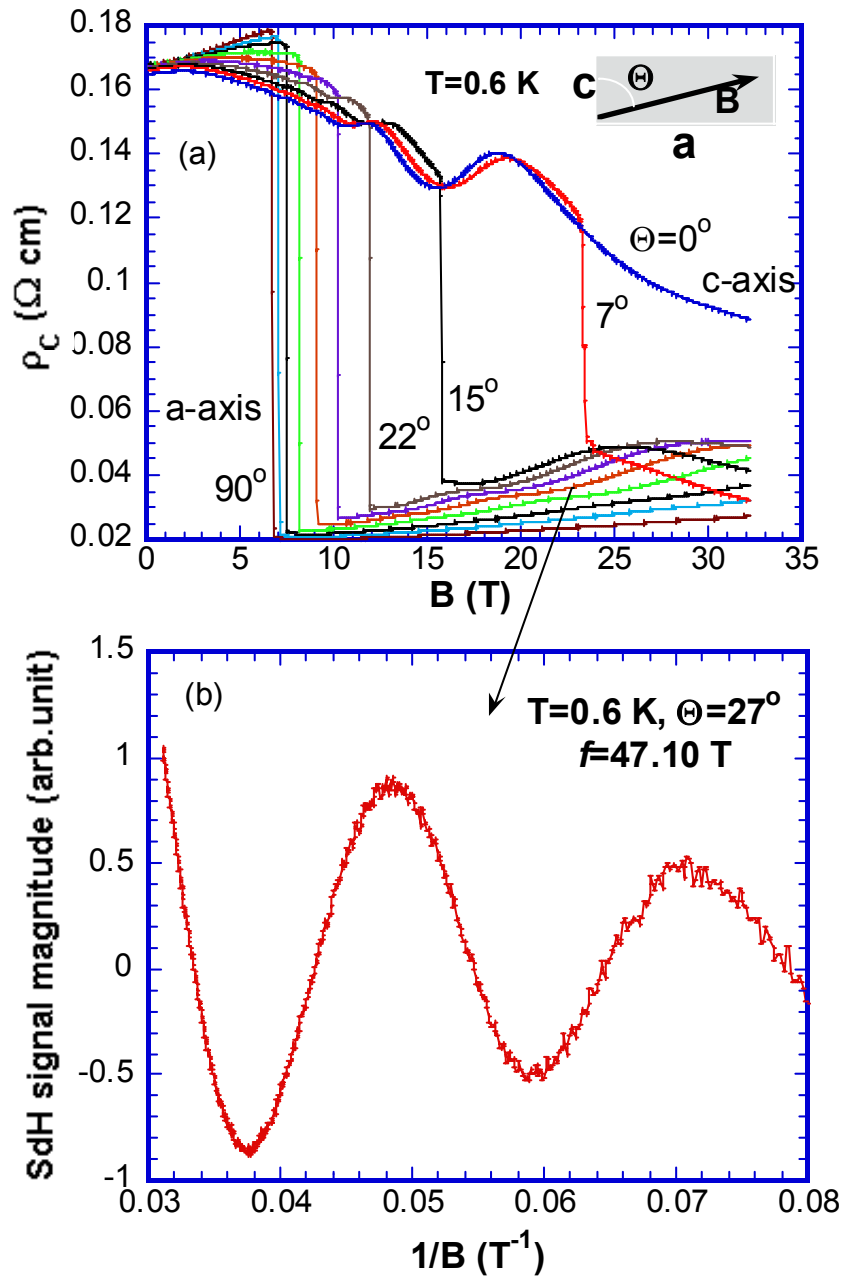 0.18
0.16
0.14
0.12
0.10
0.08
0.06
0.04
0.02
ρC (Ω cm)
(a)
T=0.6 K
c
Θ
B
a
Θ=0°
c-axis
7°
15°
22°
a-axis
90°
0 5 10 15 20 25 30 35
B (T)
1.5
1
0.5
0
-0.5
-1
SdH signal magnitude (arb.unit)
(b)
T=0.6 K, Θ=27°
f=47.10 T
0.03 0.04 0.05 0.06 0.07 0.08
1/B (T⁻¹)